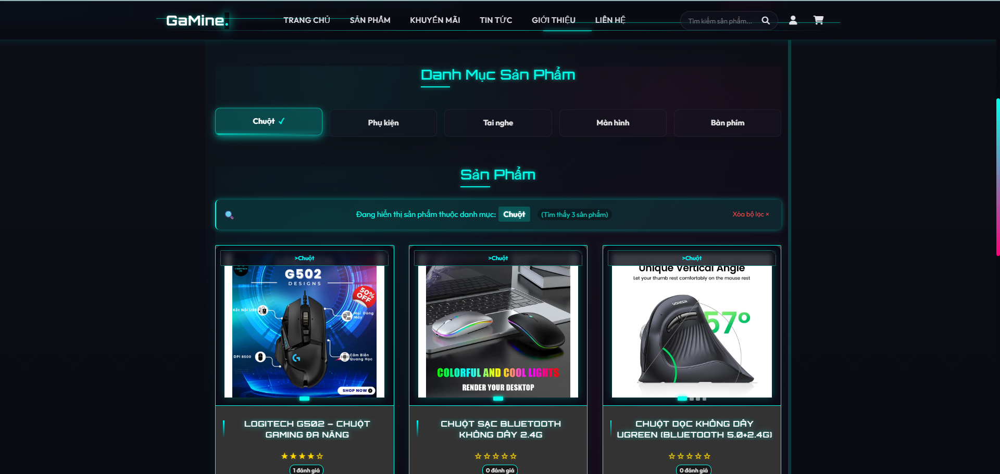 GaMine.
TRANG CHỦ
SẢN PHẨM
KHUYẾN MÃI
TIN TỨC
GIỚI THIỆU
LIÊN HỆ
Tìm kiếm sản phẩm...
Danh Mục Sản Phẩm
Chuột ✓
Phụ kiện
Tai nghe
Màn hình
Bàn phím
Sản Phẩm
Đang hiển thị sản phẩm thuộc danh mục: Chuột (Tìm thấy 3 sản phẩm)
Xóa bộ lọc ×
>Chuột
G502
DESIGNS
50%
OFF
Kết Nối USB
Mọi Dòng
Máy
DPI 8500
Cảm Biến
Quang Học
SHOP NOW
LOGITECH G502 – CHUỘT
GAMING ĐA NĂNG
★★★★☆
1 đánh giá
>Chuột
COLORFUL AND COOL LIGHTS
RENDER YOUR DESKTOP
CHUỘT SẠC BLUETOOTH
KHÔNG DÂY 2.4G
☆☆☆☆☆
0 đánh giá
>Chuột
Unique Vertical Angle
Let your thumb rest comfortably on the mouse rest
UGREEN
57°
CHUỘT DỌC KHÔNG DÂY
UGREEN (BLUETOOTH 5.0+2.4G)
☆☆☆☆☆
0 đánh giá